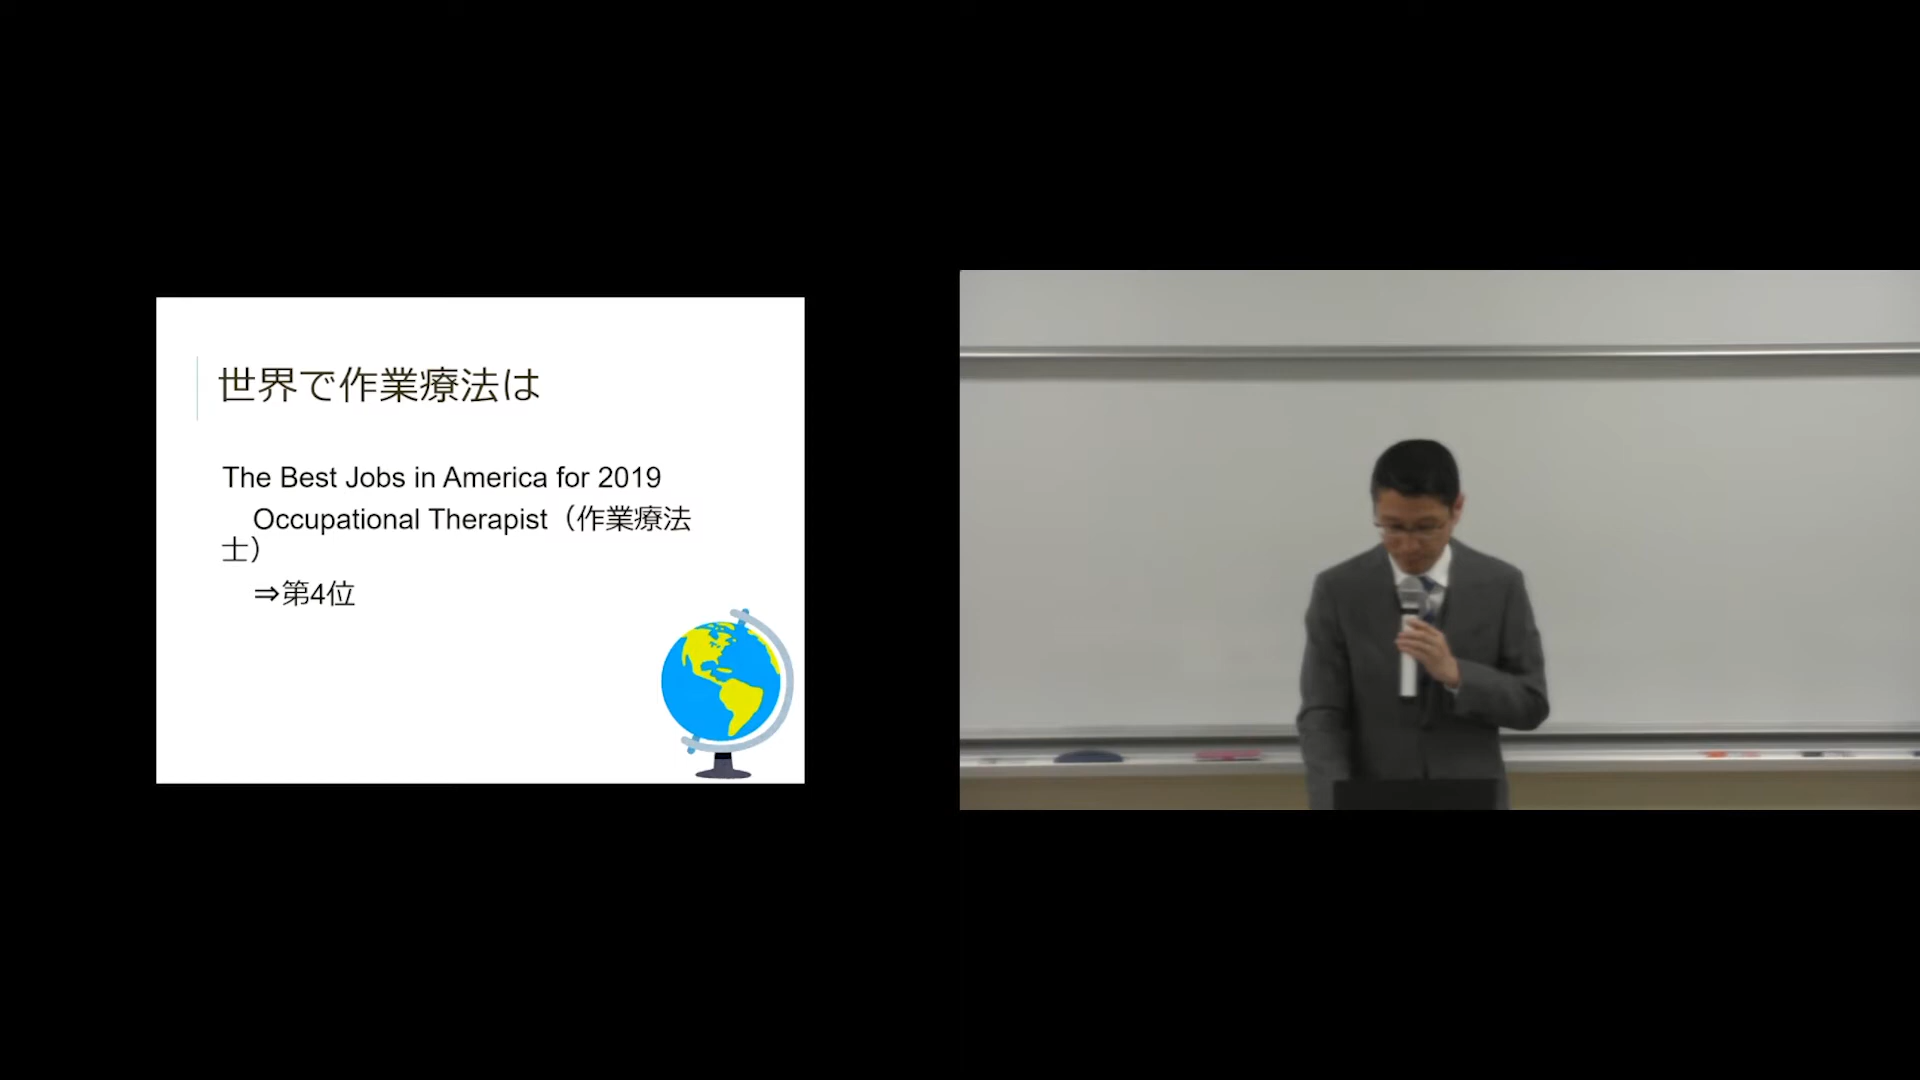 世界で作業療法は
The Best Jobs in America for 2019
Occupational Therapist（作業療法
士）
⇒第4位